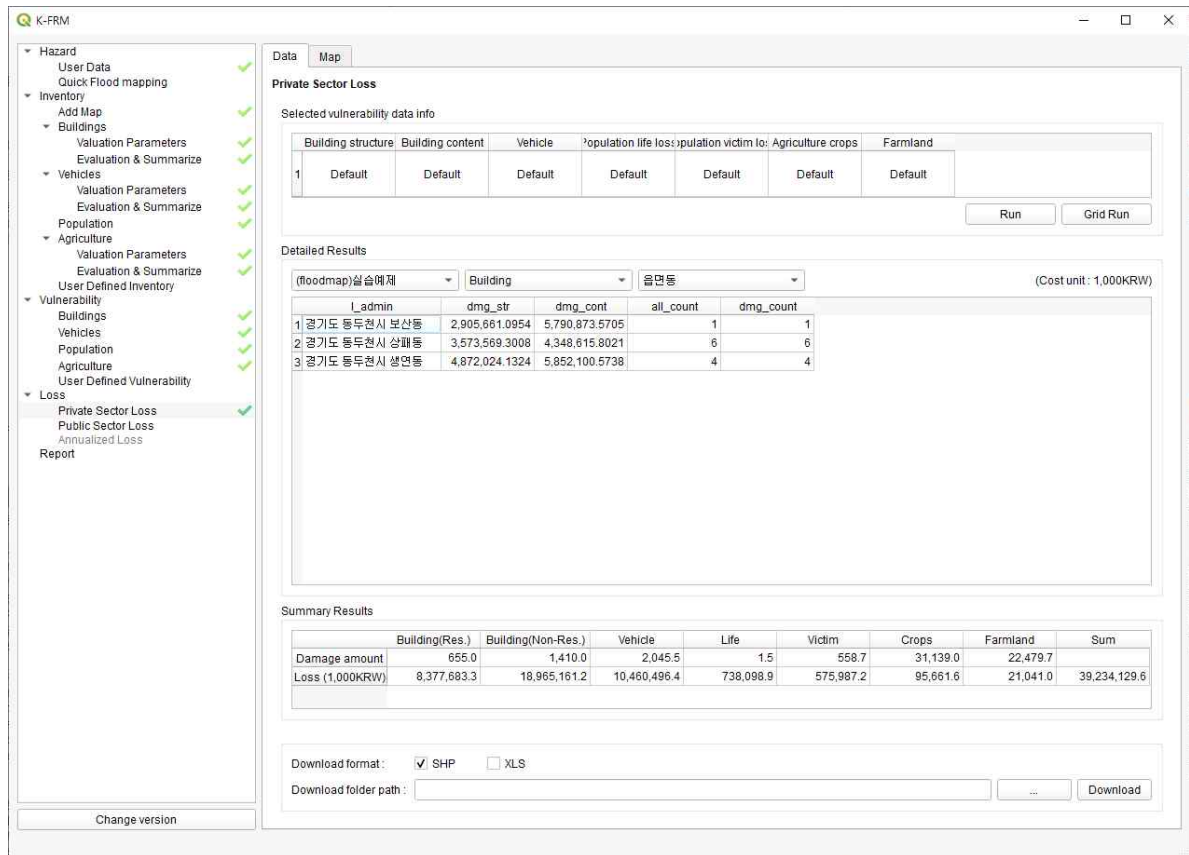 K-FRM
Hazard
User Data
Quick Flood mapping
Inventory
Add Map
Buildings
Valuation Parameters
Evaluation & Summarize
Vehicles
Valuation Parameters
Evaluation & Summarize
Population
Agriculture
Valuation Parameters
Evaluation & Summarize
User Defined Inventory
Vulnerability
Buildings
Vehicles
Population
Agriculture
User Defined Vulnerability
Loss
Private Sector Loss
Public Sector Loss
Annualized Loss
Report
Change version
Data Map
Private Sector Loss
Selected vulnerability data info
Building structure Building content Vehicle Population life loss opulation victim los Agriculture crops Farmland
1 Default Default Default Default Default Default Default
Run Grid Run
Detailed Results
(floodmap)실습예제 Building 읍면동 (Cost unit : 1,000KRW)
l_admin dmg_str dmg_cont all_count dmg_count
1 경기도 동두천시 보산동 2,905,661.0954 5,790,873.5705 1 1
2 경기도 동두천시 상패동 3,573,569.3008 4,348,615.8021 6 6
3 경기도 동두천시 생연동 4,872,024.1324 5,852,100.5738 4 4
Summary Results
Building(Res.) Building(Non-Res.) Vehicle Life Victim Crops Farmland Sum
Damage amount 655.0 1,410.0 2,045.5 1.5 558.7 31,139.0 22,479.7
Loss (1,000KRW) 8,377,683.3 18,965,161.2 10,460,496.4 738,098.9 575,987.2 95,661.6 21,041.0 39,234,129.6
Download format : SHP XLS
Download folder path : ... Download